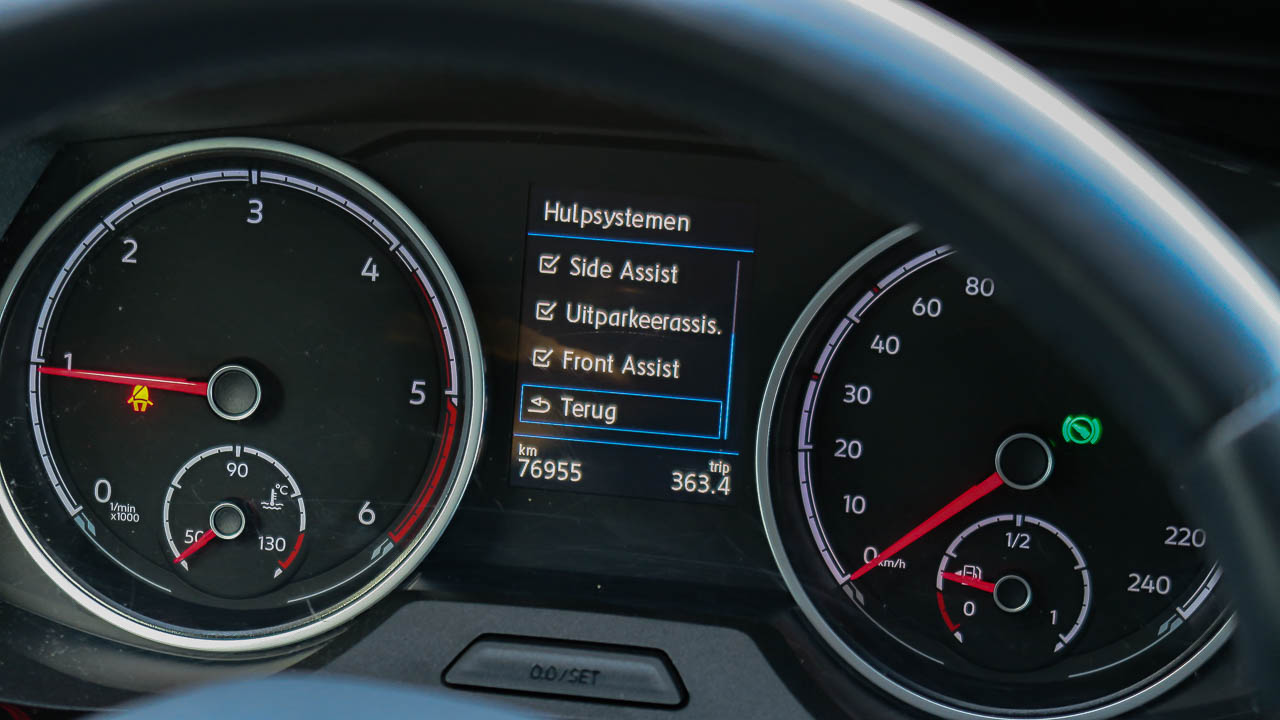 Hulpsystemen
Side Assist
Uitparkeerassis.
Front Assist
Terug
km
trip
76955
363.4
0
1
2
3
4
5
6
1/min
x1000
50
90
130
°C
0
10
20
30
40
60
80
220
240
km/h
0
1/2
1
0.0/SET